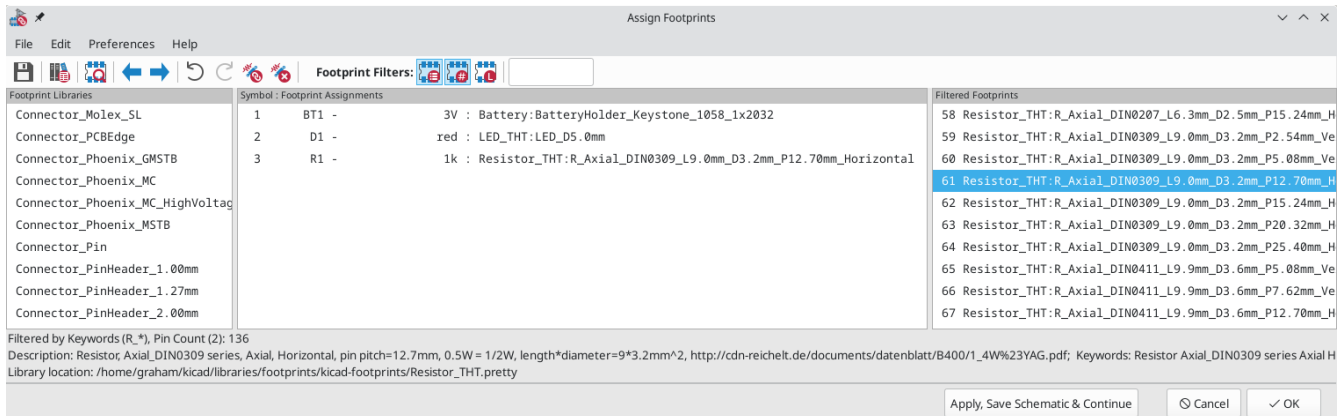 Assign Footprints
File Edit Preferences Help
Footprint Filters:
Footprint Libraries
Connector_Molex_SL
Connector_PCBEdge
Connector_Phoenix_GMSTB
Connector_Phoenix_MC
Connector_Phoenix_MC_HighVoltag
Connector_Phoenix_MSTB
Connector_Pin
Connector_PinHeader_1.00mm
Connector_PinHeader_1.27mm
Connector_PinHeader_2.00mm
Symbol : Footprint Assignments
1 BT1 - 3V : Battery:BatteryHolder_Keystone_1058_1x2032
2 D1 - red : LED_THT:LED_D5.0mm
3 R1 - 1k : Resistor_THT:R_Axial_DIN0309_L9.0mm_D3.2mm_P12.70mm_Horizontal
Filtered Footprints
58 Resistor_THT:R_Axial_DIN0207_L6.3mm_D2.5mm_P15.24mm_H
59 Resistor_THT:R_Axial_DIN0309_L9.0mm_D3.2mm_P2.54mm_Ve
60 Resistor_THT:R_Axial_DIN0309_L9.0mm_D3.2mm_P5.08mm_Ve
61 Resistor_THT:R_Axial_DIN0309_L9.0mm_D3.2mm_P12.70mm_H
62 Resistor_THT:R_Axial_DIN0309_L9.0mm_D3.2mm_P15.24mm_H
63 Resistor_THT:R_Axial_DIN0309_L9.0mm_D3.2mm_P20.32mm_H
64 Resistor_THT:R_Axial_DIN0309_L9.0mm_D3.2mm_P25.40mm_H
65 Resistor_THT:R_Axial_DIN0411_L9.9mm_D3.6mm_P5.08mm_Ve
66 Resistor_THT:R_Axial_DIN0411_L9.9mm_D3.6mm_P7.62mm_Ve
67 Resistor_THT:R_Axial_DIN0411_L9.9mm_D3.6mm_P12.70mm_H
Filtered by Keywords (R_*), Pin Count (2): 136
Description: Resistor, Axial_DIN0309 series, Axial, Horizontal, pin pitch=12.7mm, 0.5W = 1/2W, length*diameter=9*3.2mm^2, http://cdn-reichelt.de/documents/datenblatt/B400/1_4W%23YAG.pdf; Keywords: Resistor Axial_DIN0309 series Axial H
Library location: /home/graham/kicad/libraries/footprints/kicad-footprints/Resistor_THT.pretty
Apply, Save Schematic & Continue Cancel OK